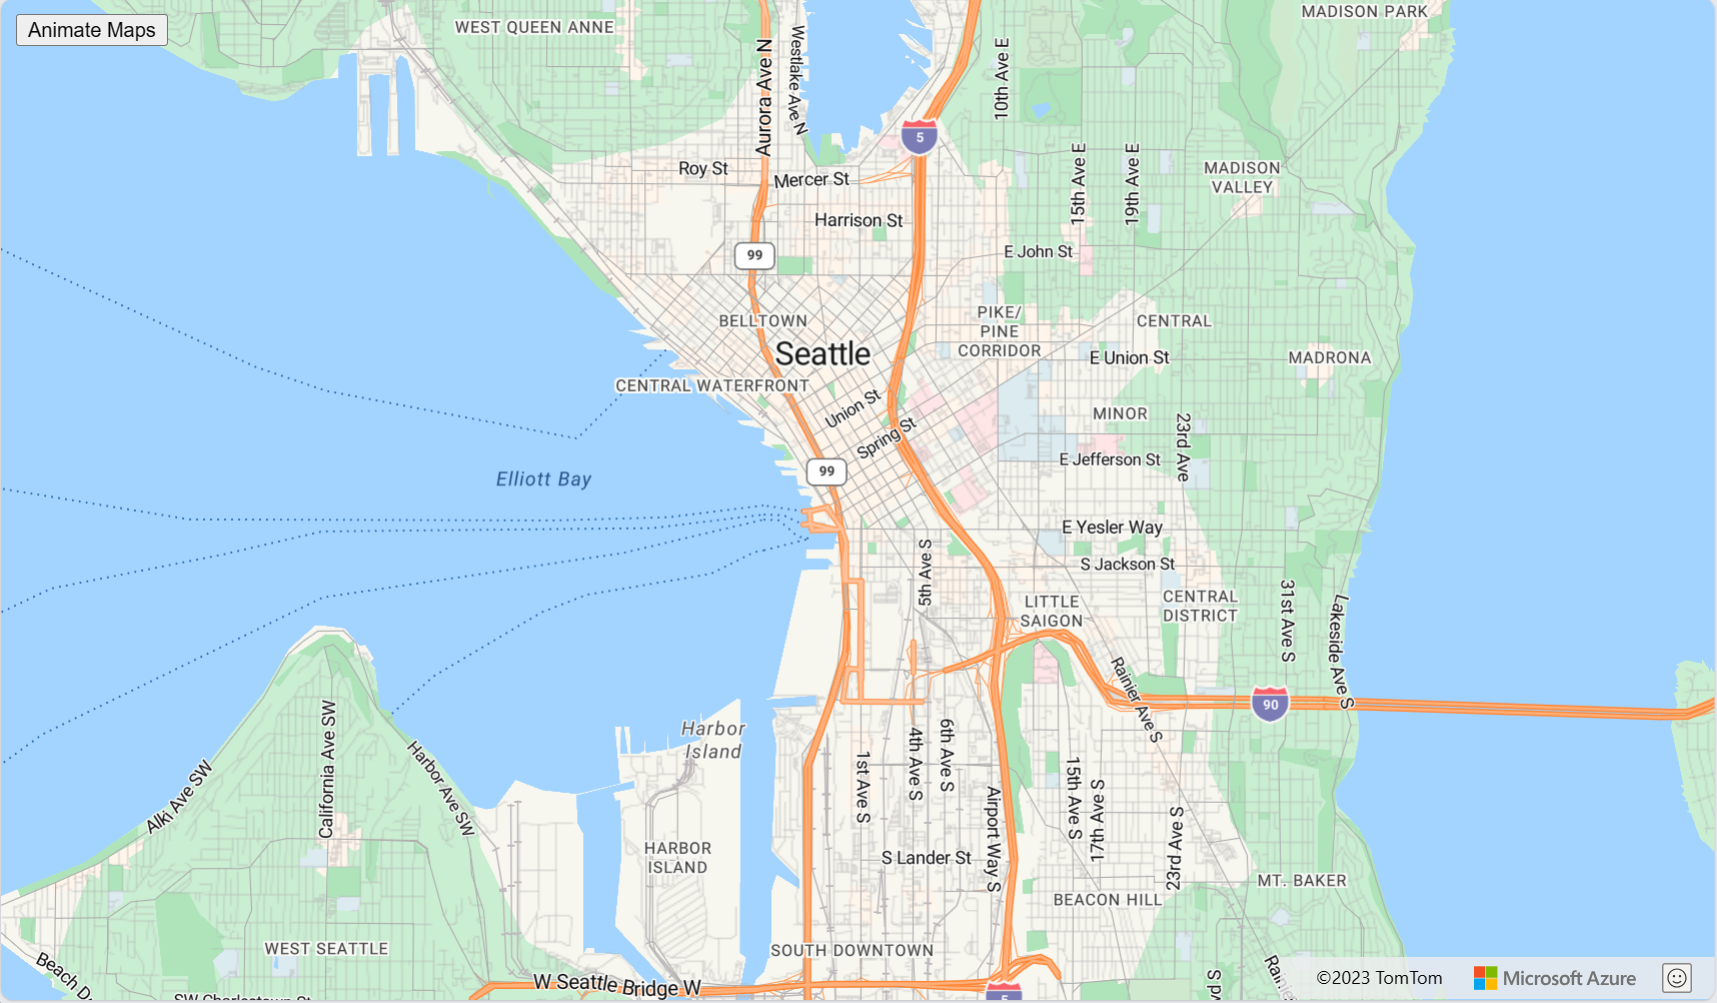 Animate Maps
WEST QUEEN ANNE
MADISON PARK
Aurora Ave N
Westlake Ave N
10th Ave E
5
Roy St
Mercer St
15th Ave E
19th Ave E
MADISON
VALLEY
Harrison St
99
E John St
BELLTOWN
PIKE/
PINE
CORRIDOR
CENTRAL
Seattle
E Union St
MADRONA
CENTRAL WATERFRONT
Union St
MINOR
Spring St
23rd Ave
E Jefferson St
99
Elliott Bay
E Yesler Way
5th Ave S
S Jackson St
LITTLE
SAIGON
CENTRAL
DISTRICT
31st Ave S
Lakeside Ave S
Rainier Ave S
90
California Ave SW
Harbor
Island
Harbor Ave SW
Alki Ave SW
1st Ave S
4th Ave S
6th Ave S
15th Ave S
17th Ave S
Airport Way S
23rd Ave S
HARBOR
ISLAND
S Lander St
MT. BAKER
BEACON HILL
WEST SEATTLE
SOUTH DOWNTOWN
Beach D
W Seattle Bridge W
SW Charlestown St
5
©2023 TomTom
Microsoft Azure